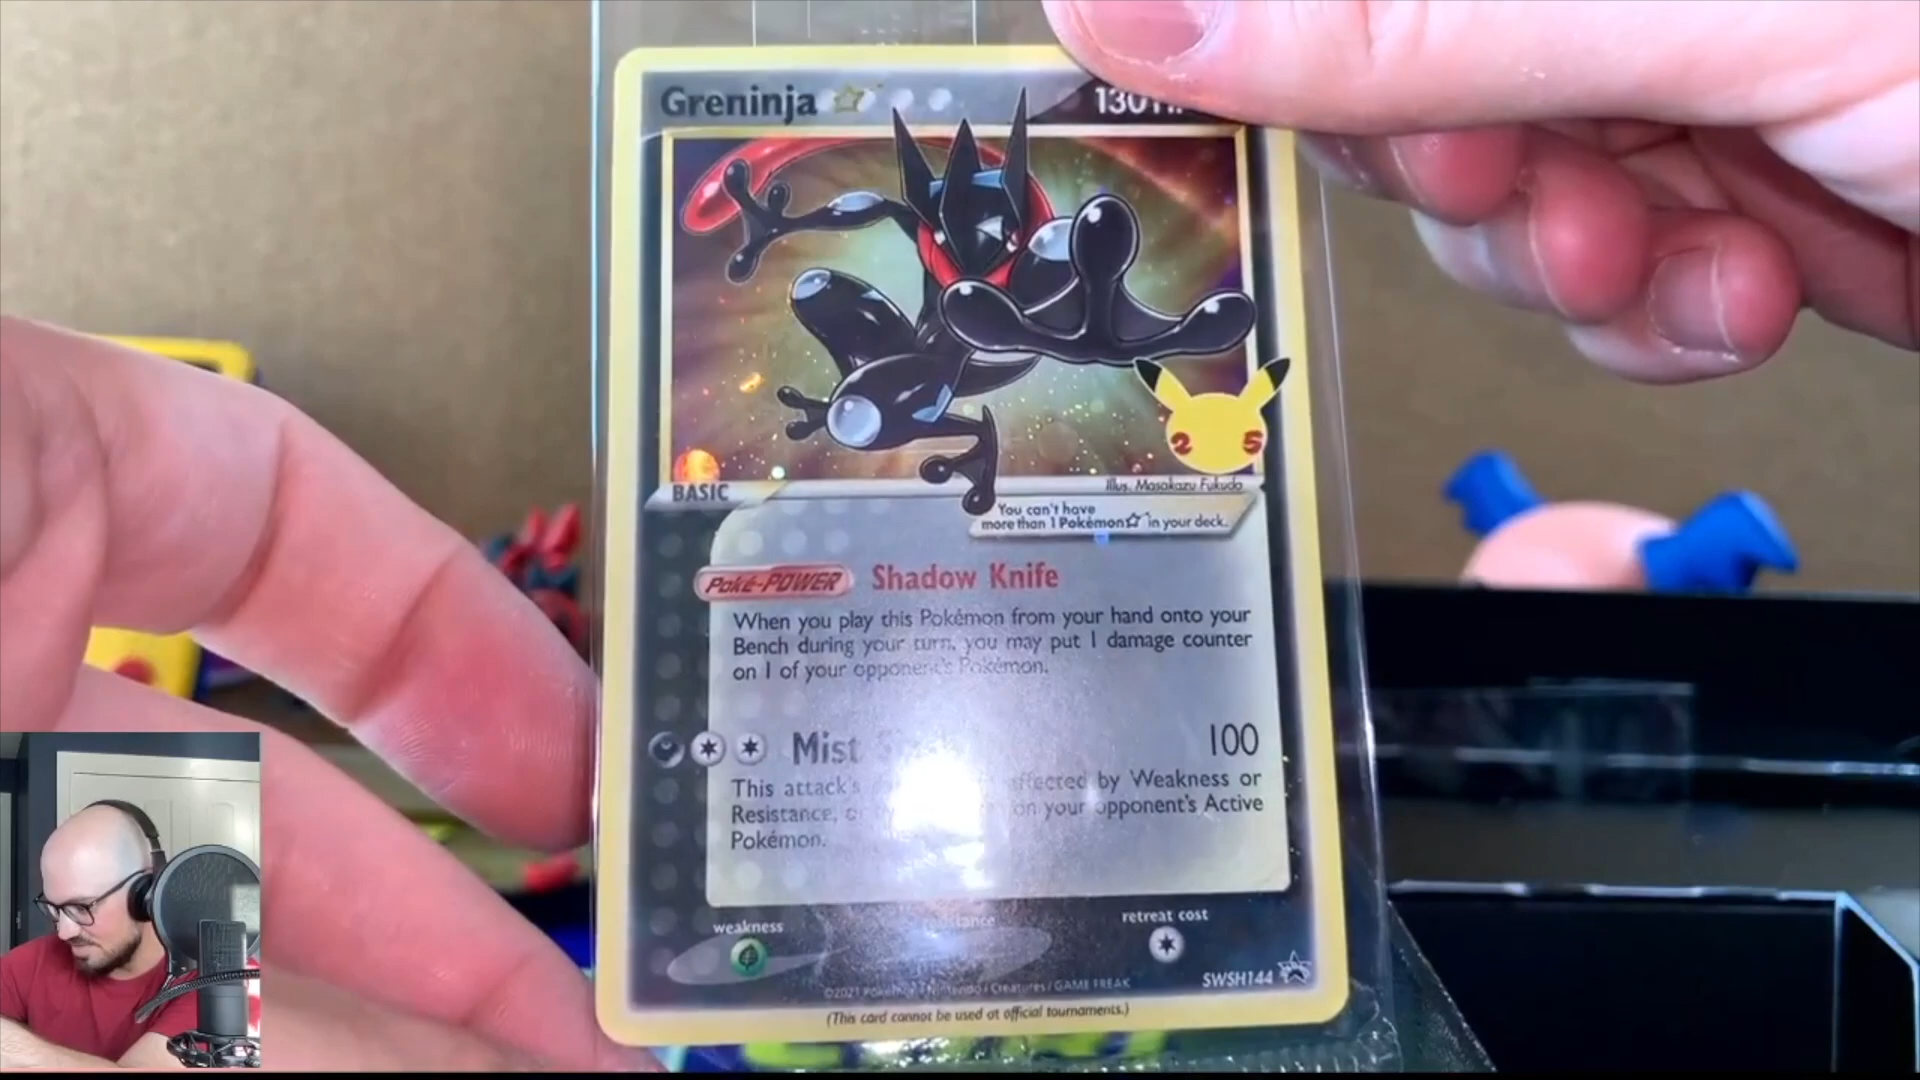 Greninja ☆
130
2 5
BASIC
Illus. Masakazu Fukuda
You can't have
more than 1 Pokémon☆ in your deck.
Poké-POWER Shadow Knife
When you play this Pokémon from your hand onto your
Bench during your turn, you may put 1 damage counter
on 1 of your opponent's Pokémon.
Mist 100
This attack's affected by Weakness or
Resistance, on your opponent's Active
Pokémon.
weakness resistance retreat cost
SWSH144
©2021 Pokémon / Nintendo / Creatures / GAME FREAK
(This card cannot be used at official tournaments.)